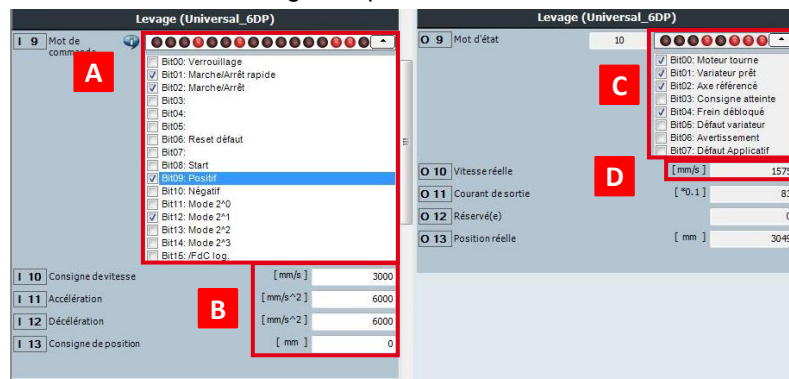 Levage (Universal_6DP)
I 9 Mot de commande
A
Bit00: Verrouillage
Bit01: Marche/Arrêt rapide
Bit02: Marche/Arrêt
Bit03:
Bit04:
Bit05:
Bit06: Reset défaut
Bit07:
Bit08: Start
Bit09: Positif
Bit10: Négatif
Bit11: Mode 2^0
Bit12: Mode 2^1
Bit13: Mode 2^2
Bit14: Mode 2^3
Bit15: /FdC log.
B
I 10 Consigne de vitesse [mm/s] 3000
I 11 Accélération [mm/s^2] 6000
I 12 Décélération [mm/s^2] 6000
I 13 Consigne de position [ mm ] 0
Levage (Universal_6DP)
O 9 Mot d'état 10
C
Bit00: Moteur tourne
Bit01: Variateur prêt
Bit02: Axe référencé
Bit03: Consigne atteinte
Bit04: Frein débloqué
Bit05: Défaut variateur
Bit06: Avertissement
Bit07: Défaut Applicatif
D
O 10 Vitesse réelle [mm/s] 1575
O 11 Courant de sortie [ *0.1 ] 83
O 12 Réservé(e) 0
O 13 Position réelle [ mm ] 3049